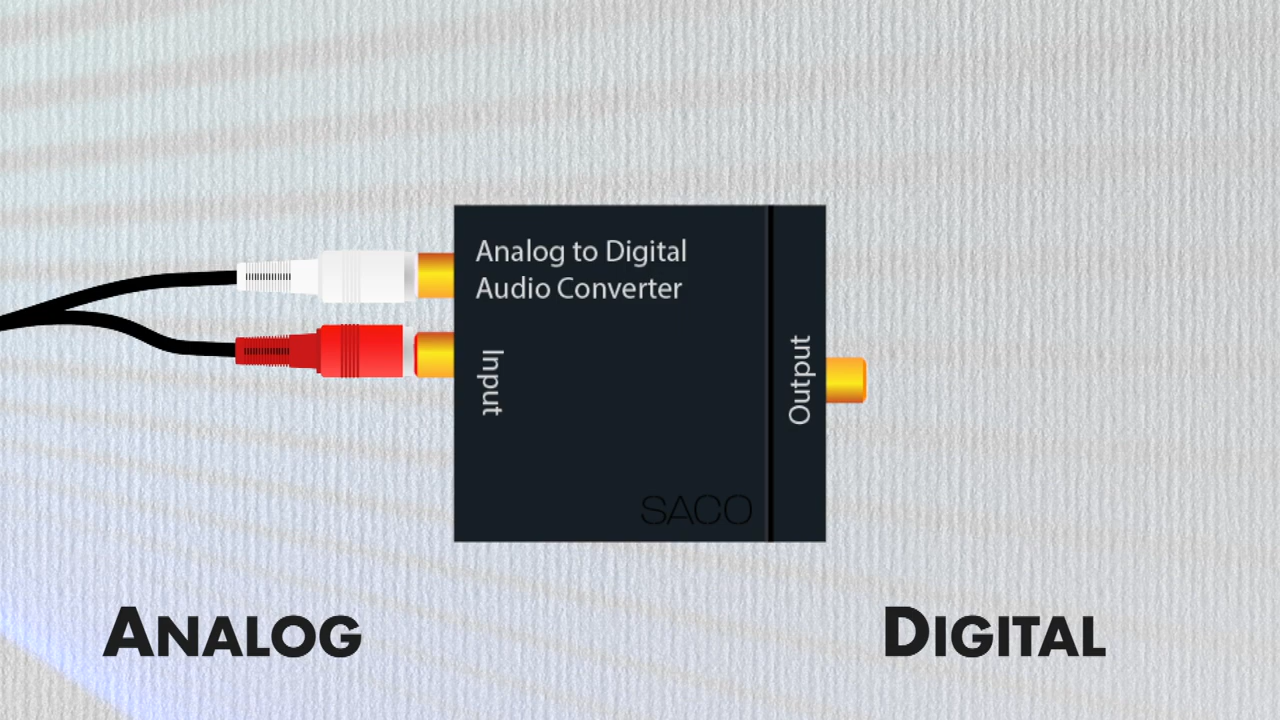 Analog to Digital
Audio Converter
Input
Output
SACO
ANALOG
DIGITAL